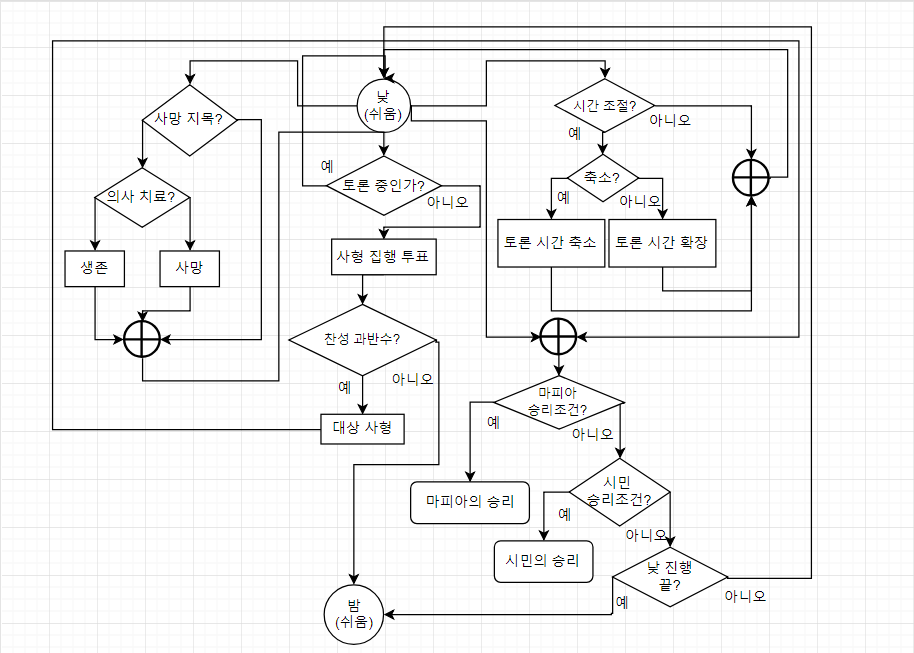 낮
(쉬움)
사망 지목?
의사 치료?
생존
사망
예
토론 중인가?
아니오
사형 집행 투표
찬성 과반수?
예
아니오
대상 사형
시간 조절?
예
아니오
축소?
예
아니오
토론 시간 축소
토론 시간 확장
마피아
승리조건?
예
아니오
마피아의 승리
시민
승리조건?
예
아니오
시민의 승리
낮 진행
끝?
예
아니오
밤
(쉬움)